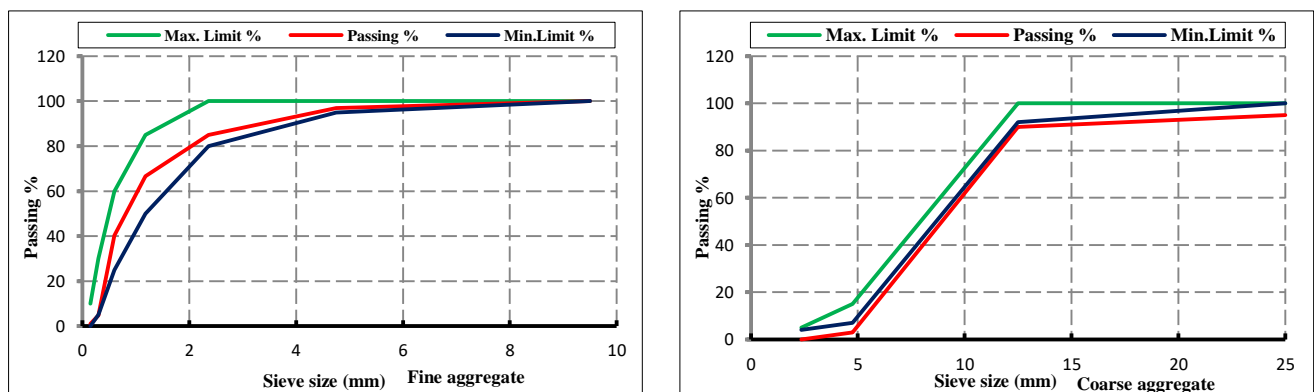 Max. Limit % Passing % Min.Limit %
120
100
80
60
40
20
0
Passing %
0 2 4 6 8 10
Sieve size (mm) Fine aggregate
Max. Limit % Passing % Min.Limit %
120
100
80
60
40
20
0
Passing %
0 5 10 15 20 25
Sieve size (mm) Coarse aggregate